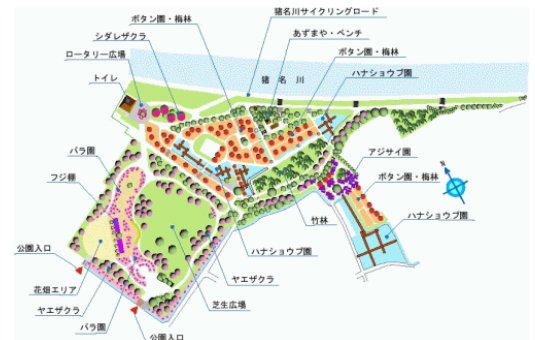 猪名川サイクリングロード
ボタン園・梅林
あずまや・ベンチ
シダレザクラ
ボタン園・梅林
ロータリー広場
猪名川
ハナショウブ園
トイレ
バラ園
アジサイ園
フジ棚
ボタン園・梅林
竹林
ハナショウブ園
公園入口
ハナショウブ園
花畑エリア
ヤエザクラ
ヤエザクラ
芝生広場
バラ園
公園入口
N